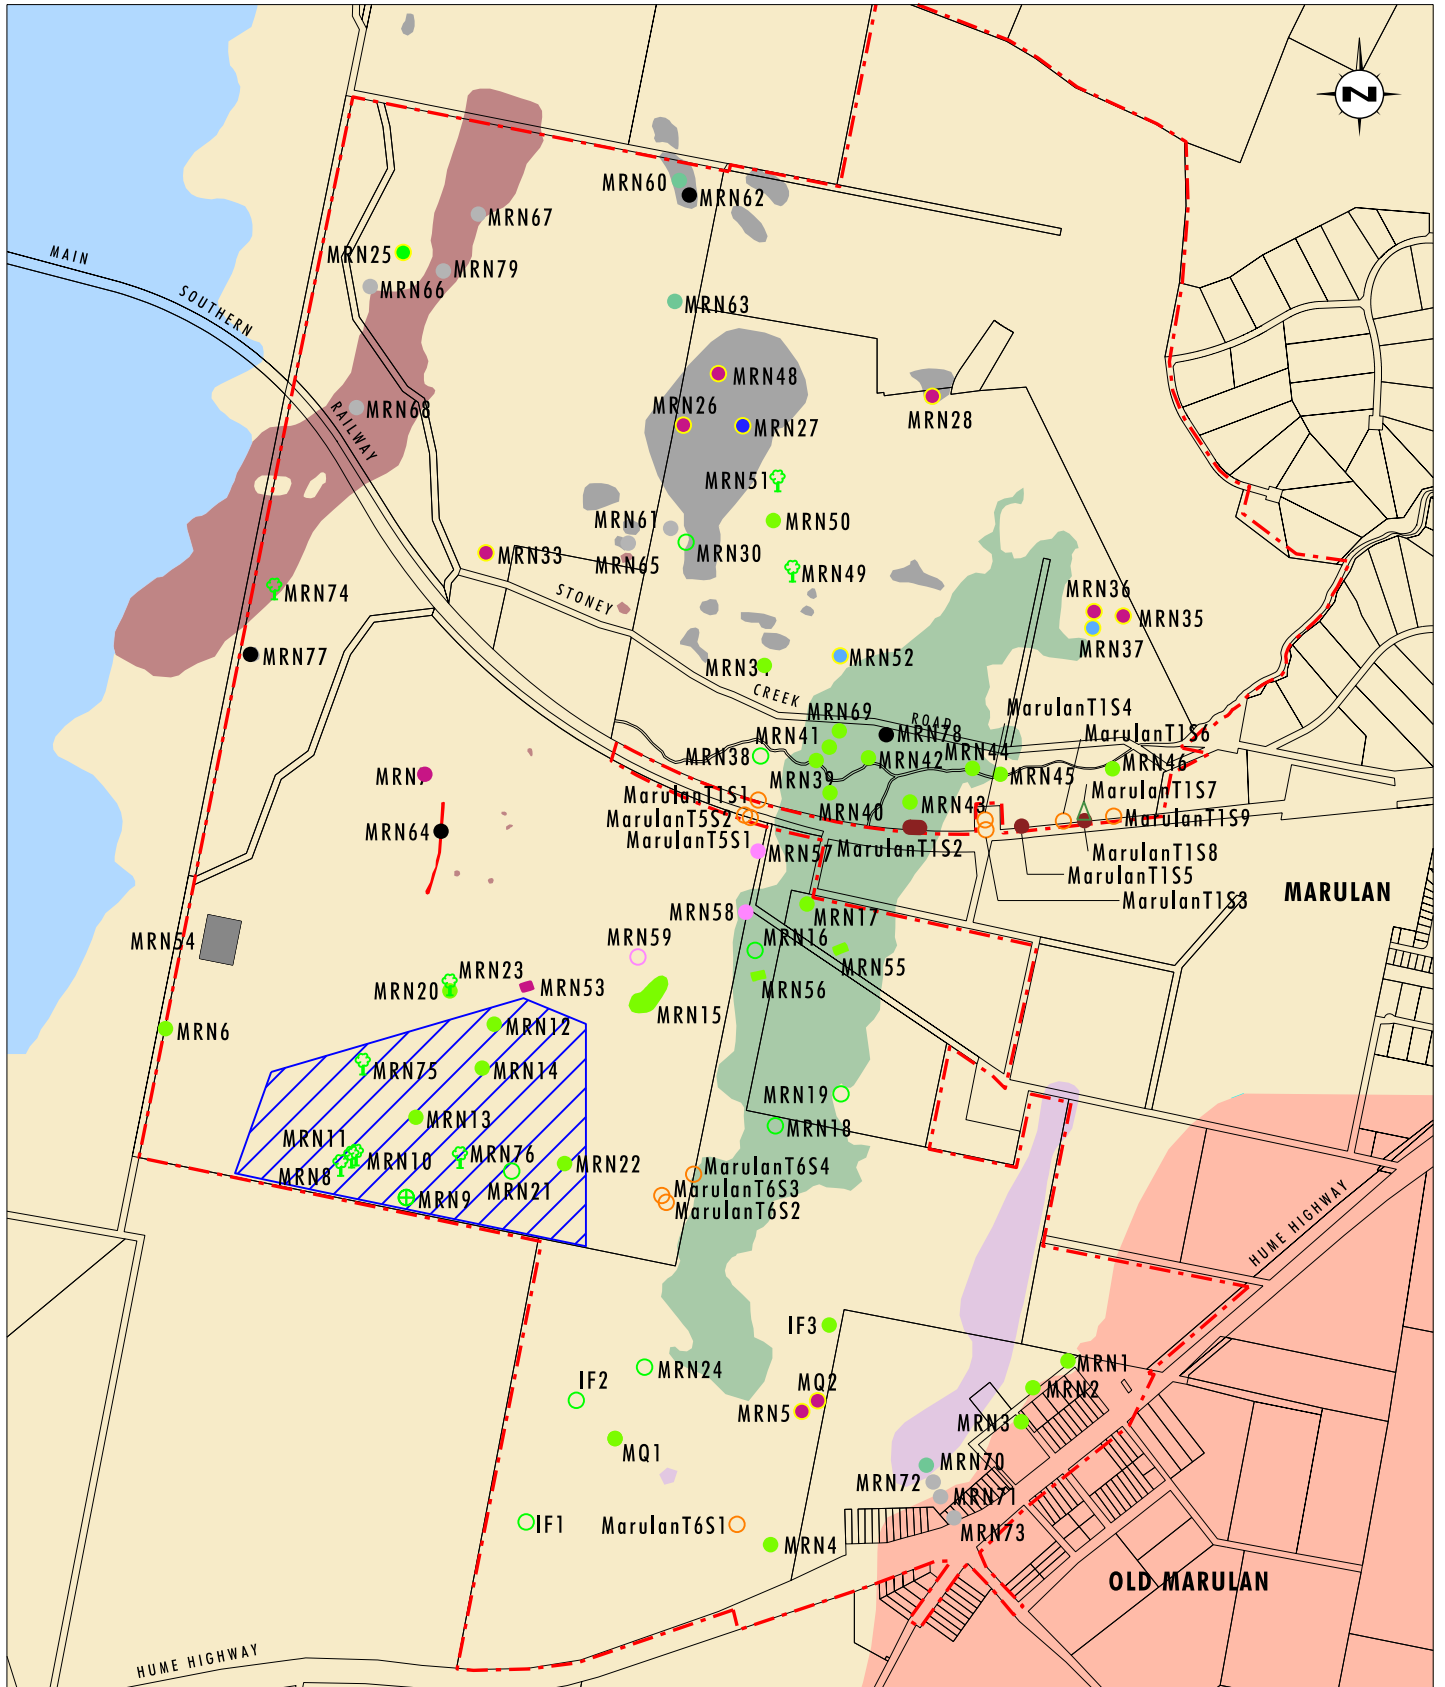 N
MRN60
MRN62
MRN67
MRN25
MRN79
MRN66
MAIN
SOUTHERN
RAILWAY
MRN63
MRN48
MRN68
MRN26
MRN27
MRN28
MRN51
MRN61
MRN50
MRN30
MRN33
MRN65
MRN49
MRN74
STONEY
CREEK
ROAD
MRN36
MRN35
MRN37
MRN77
MRN52
MRN31
MarulanT1S4
MRN69
MRN41
MRN78
MarulanT1S6
MRN38
MRN42
MRN44
MRN46
MRN39
MRN45
MRN7
MarulanT1S7
MarulanT1S1
MRN40
MRN43
MarulanT5S2
MarulanT1S9
MRN64
MarulanT5S1
MRN57
MarulanT1S2
MarulanT1S8
MarulanT1S5
MARULAN
MarulanT1S3
MRN58
MRN17
MRN54
MRN16
MRN59
MRN55
MRN23
MRN20
MRN53
MRN56
MRN15
MRN6
MRN12
MRN75
MRN14
MRN19
MRN13
MRN18
MRN11
MRN10
MRN76
MRN22
MarulanT6S4
MRN8
MRN21
MarulanT6S3
MRN9
MarulanT6S2
HUME HIGHWAY
IF3
MRN24
MRN1
IF2
MQ2
MRN2
MRN5
MRN3
MQ1
MRN70
MRN72
MRN71
IF1
MarulanT6S1
MRN73
MRN4
OLD MARULAN
HUME HIGHWAY